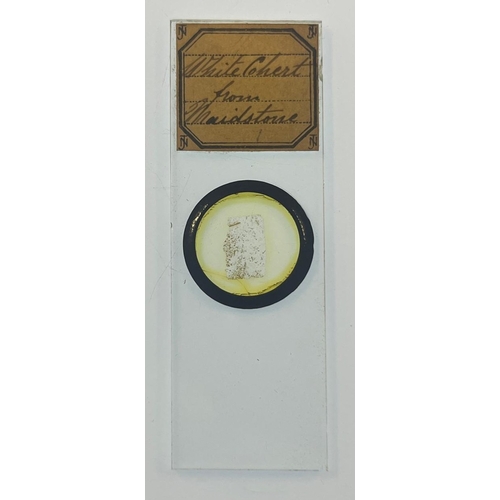 White Chert
from
Maidstone